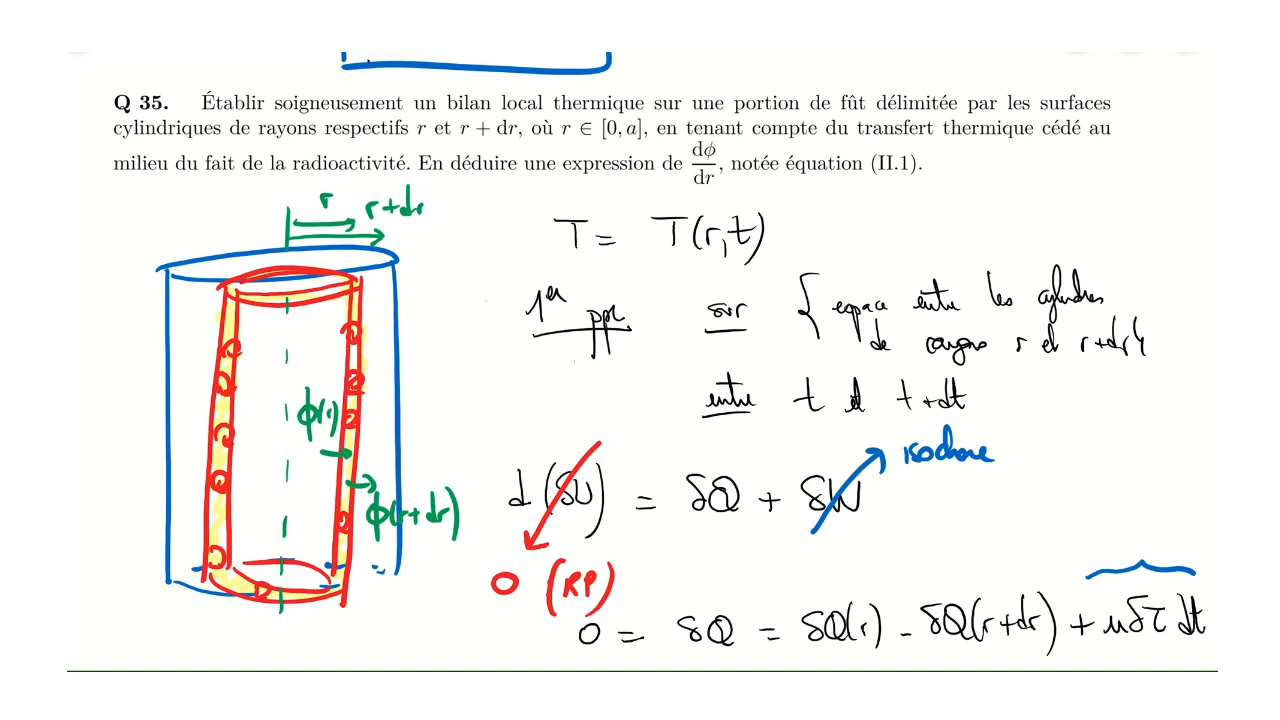 Q 35. Établir soigneusement un bilan local thermique sur une portion de fût délimitée par les surfaces
cylindriques de rayons respectifs r et r + dr, où r ∈ [0, a], en tenant compte du transfert thermique cédé au
milieu du fait de la radioactivité. En déduire une expression de dϕ/dr, notée équation (II.1).
r
r+dr
T = T(r,t)
1er ppe sur { espace entre les cylindres
de rayons r et r+dr }
entre t et t+dt
ϕ(r)
isochore
d(δU) = δQ + δW
ϕ(r+dr)
0 (RP)
0 = δQ = δQ(r) - δQ(r+dr) + µδτ dt